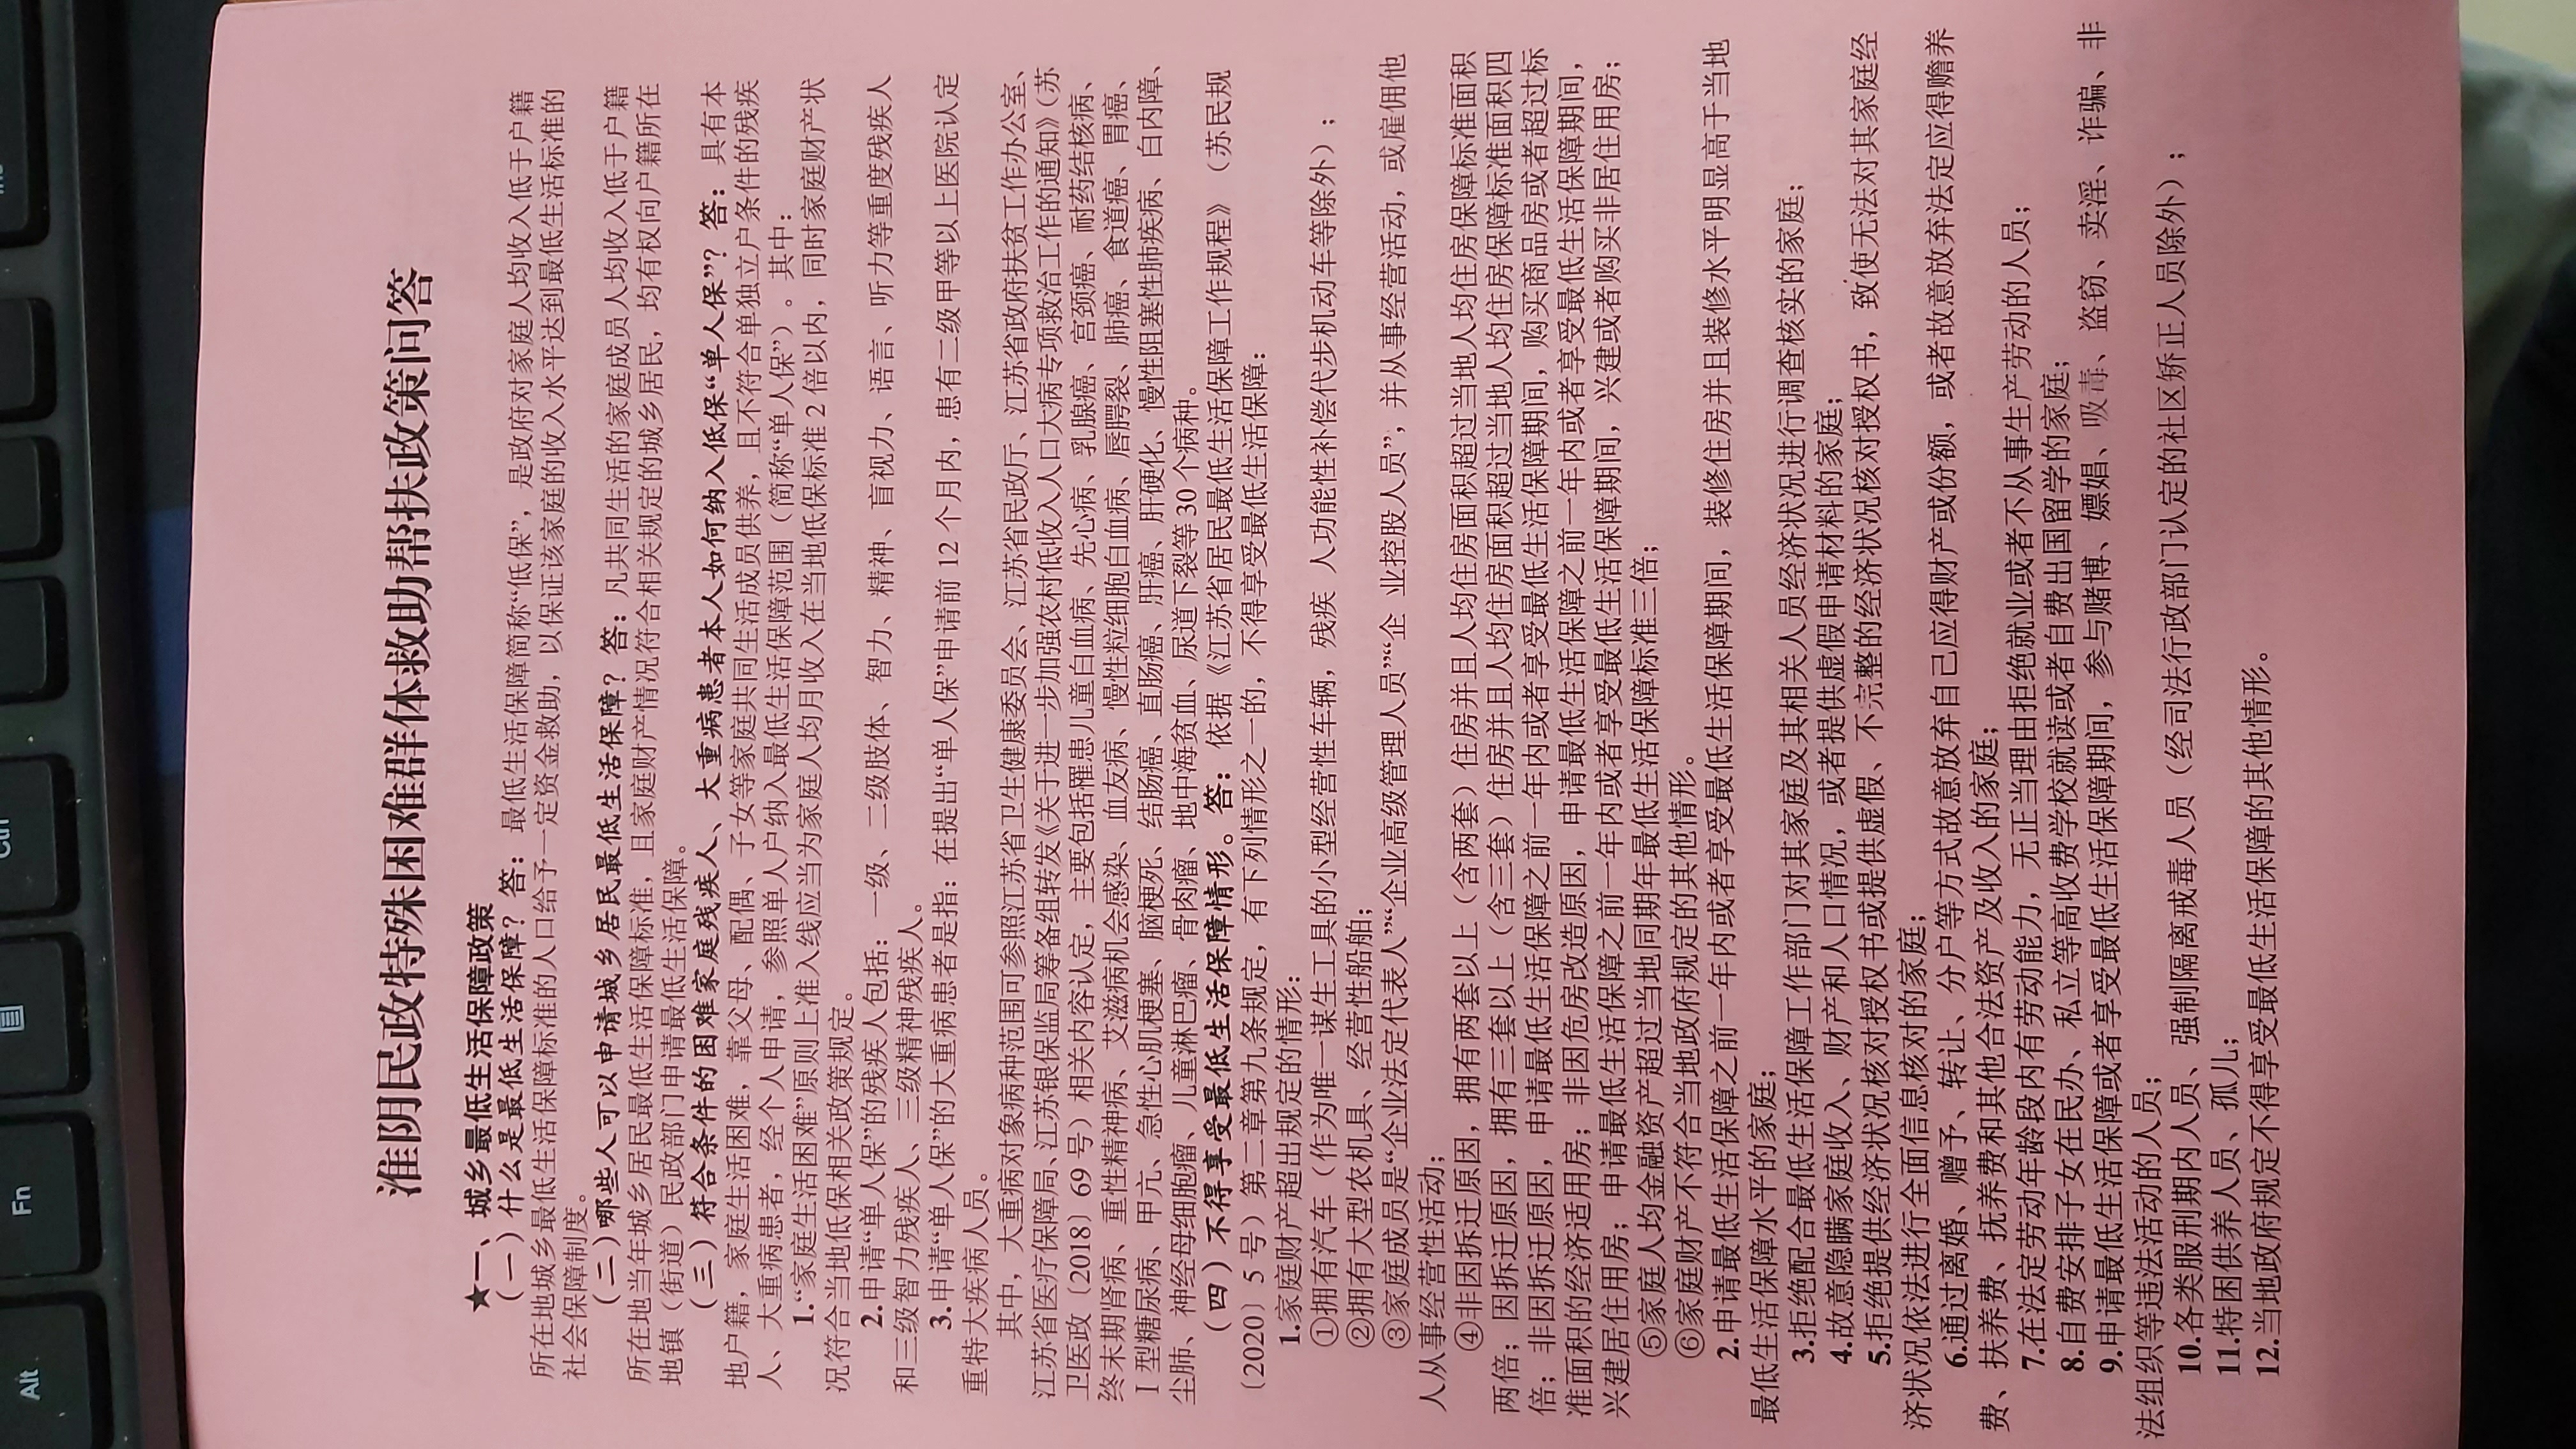 Alt
Fn
Ctrl
Ins
淮阴民政特殊困难群体救助帮扶政策问答
★一、城乡最低生活保障政策
（一）什么是最低生活保障？答：最低生活保障简称“低保”，是政府对家庭人均收入低于户籍
所在地城乡最低生活保障标准的人口给予一定资金救助，以保证该家庭的收入水平达到最低生活标准的
社会保障制度。
（二）哪些人可以申请城乡居民最低生活保障？答：凡共同生活的家庭成员人均收入低于户籍
所在地当年城乡居民最低生活保障标准，且家庭财产情况符合相关规定的城乡居民，均有权向户籍所在
地镇（街道）民政部门申请最低生活保障。
（三）符合条件的困难家庭残疾人、大重病患者本人如何纳入低保“单人保”？答：具有本
地户籍，家庭生活困难，靠父母、配偶、子女等家庭共同生活成员供养，且不符合单独立户条件的残疾
人、大重病患者，经个人申请，参照单人户纳入最低生活保障范围（简称“单人保”）。其中：
1.“家庭生活困难”原则上准入线应当为家庭人均月收入在当地低保标准2倍以内，同时家庭财产状
况符合当地低保相关政策规定。
2.申请“单人保”的残疾人包括：一级、二级肢体、智力、精神、盲视力、语言、听力等重度残疾人
和三级智力残疾人、三级精神残疾人。
3.申请“单人保”的大重病患者是指：在提出“单人保”申请前12个月内，患有二级甲等以上医院认定
重特大疾病人员。
其中，大重病对象病种范围可参照江苏省卫生健康委员会、江苏省民政厅、江苏省政府扶贫工作办公室、
江苏省医疗保障局、江苏银保监局筹备组转发《关于进一步加强农村低收入人口大病专项救治工作的通知》（苏
卫医政〔2018〕69号）相关内容认定，主要包括罹患儿童白血病、先心病、乳腺癌、宫颈癌、耐药结核病、
终末期肾病、重性精神病、艾滋病机会感染、血友病、慢性粒细胞白血病、唇腭裂、肺癌、食道癌、胃癌、
Ⅰ型糖尿病、甲亢、急性心肌梗塞、脑梗死、结肠癌、直肠癌、肝癌、肝硬化、慢性阻塞性肺疾病、白内障、
尘肺、神经母细胞瘤、儿童淋巴瘤、骨肉瘤、地中海贫血、尿道下裂等30个病种。
（四）不得享受最低生活保障情形。答：依据《江苏省居民最低生活保障工作规程》（苏民规
〔2020〕5号）第二章第九条规定，有下列情形之一的，不得享受最低生活保障：
1.家庭财产超出规定的情形：
①拥有汽车（作为唯一谋生工具的小型经营性车辆，残疾 人功能性补偿代步机动车等除外）；
②拥有大型农机具、经营性船舶；
③家庭成员是“企业法定代表人”“企业高级管理人员”“企 业控股人员”，并从事经营活动，或雇佣他
人从事经营性活动；
④非因拆迁原因，拥有两套以上（含两套）住房并且人均住房面积超过当地人均住房保障标准面积
两倍；因拆迁原因，拥有三套以上（含三套）住房并且人均住房面积超过当地人均住房保障标准面积四
倍；非因拆迁原因，申请最低生活保障之前一年内或者享受最低生活保障期间，购买商品房或者超过标
准面积的经济适用房；非因危房改造原因，申请最低生活保障之前一年内或者享受最低生活保障期间，
兴建居住用房；申请最低生活保障之前一年内或者享受最低生活保障期间，兴建或者购买非居住用房；
⑤家庭人均金融资产超过当地同期年最低生活保障标准三倍；
⑥家庭财产不符合当地政府规定的其他情形。
2.申请最低生活保障之前一年内或者享受最低生活保障期间，装修住房并且装修水平明显高于当地
最低生活保障水平的家庭；
3.拒绝配合最低生活保障工作部门对其家庭及其相关人员经济状况进行调查核实的家庭；
4.故意隐瞒家庭收入、财产和人口情况，或者提供虚假申请材料的家庭；
5.拒绝提供经济状况核对授权书或提供虚假、不完整的经济状况核对授权书，致使无法对其家庭经
济状况依法进行全面信息核对的家庭；
6.通过离婚、赠予、转让、分户等方式故意放弃自己应得财产或份额，或者故意放弃法定应得赡养
费、扶养费、抚养费和其他合法资产及收入的家庭；
7.在法定劳动年龄段内有劳动能力，无正当理由拒绝就业或者不从事生产劳动的人员；
8.自费安排子女在民办、私立等高收费学校就读或者自费出国留学的家庭；
9.申请最低生活保障或者享受最低生活保障期间，参与赌博、嫖娼、吸毒、盗窃、卖淫、诈骗、非
法组织等违法活动的人员；
10.各类服刑期内人员、强制隔离戒毒人员（经司法行政部门认定的社区矫正人员除外）；
11.特困供养人员、孤儿；
12.当地政府规定不得享受最低生活保障的其他情形。